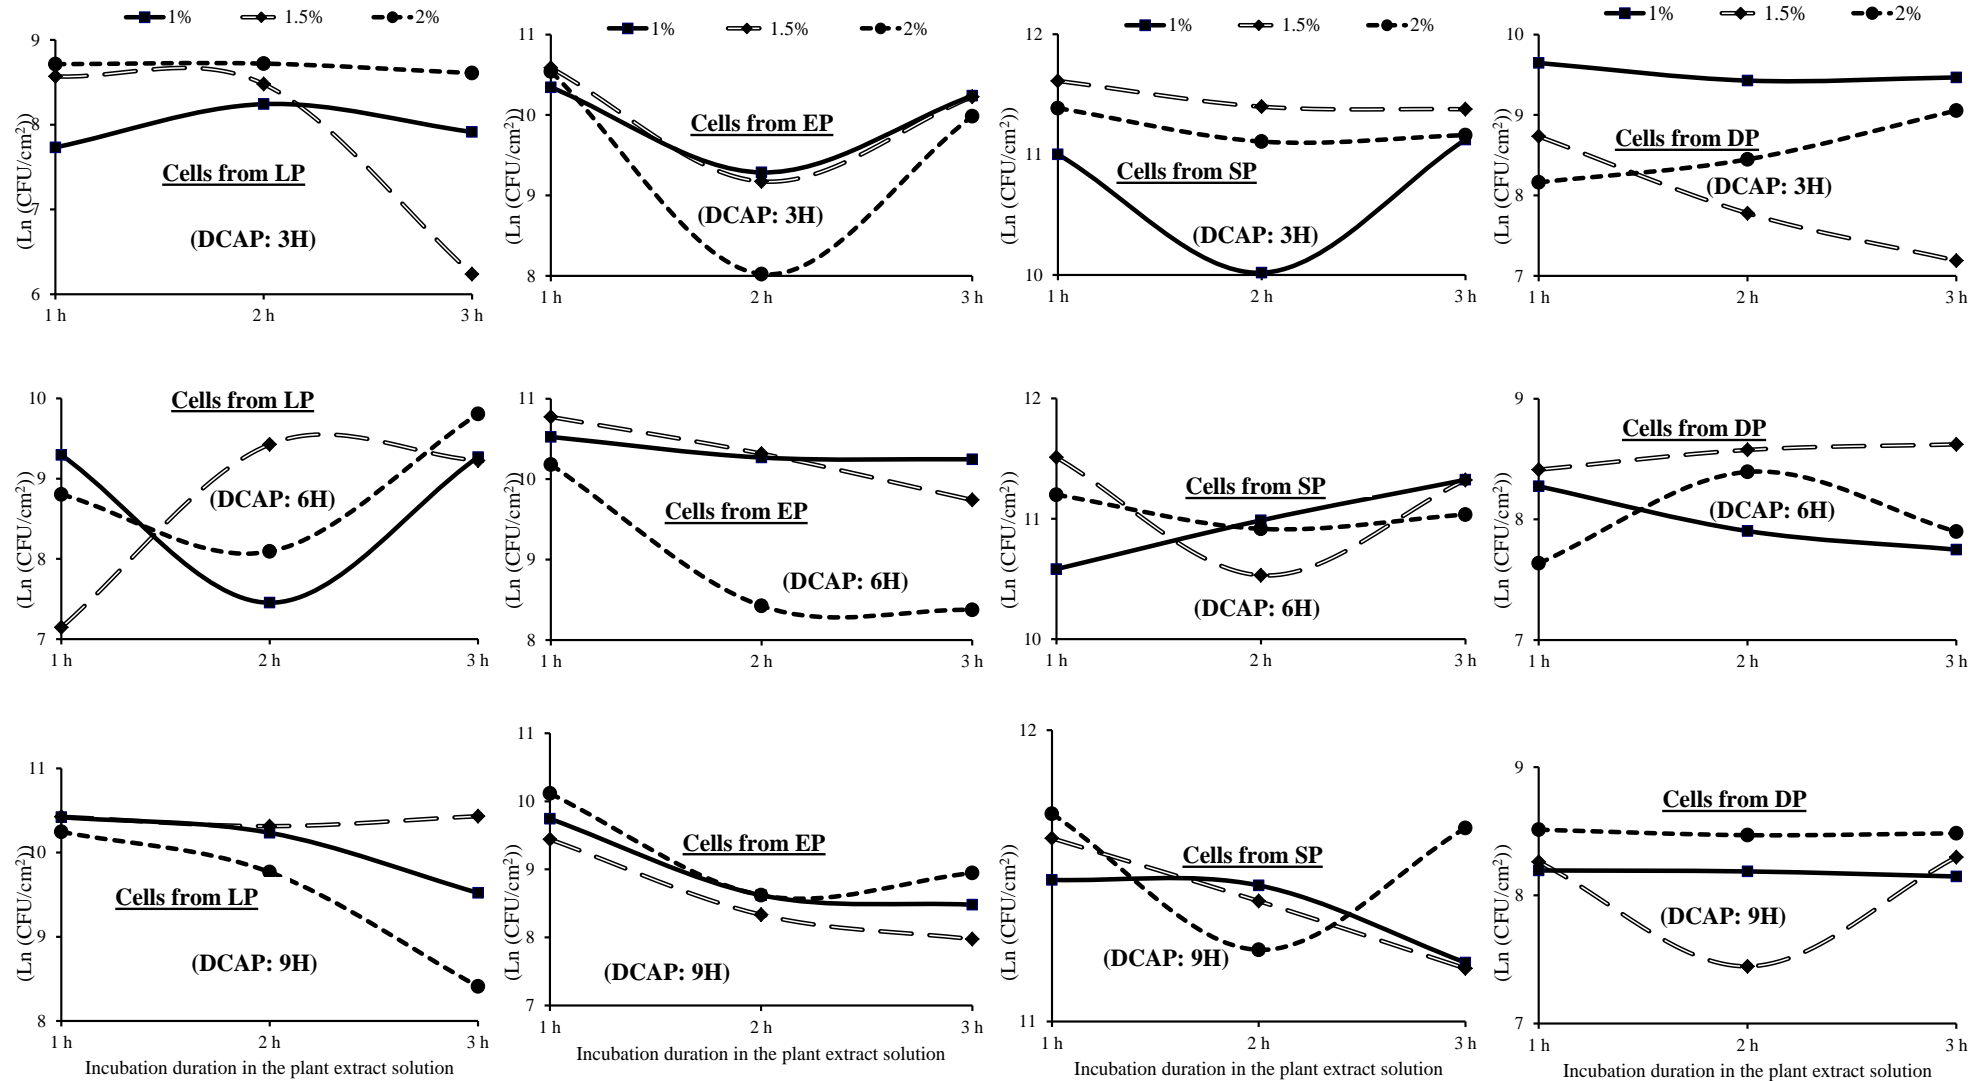 1% 1.5% 2%
9
8
7
6
1 h 2 h 3 h
(Ln (CFU/cm²))
Cells from LP
(DCAP: 3H)
1% 1.5% 2%
11
10
9
8
1 h 2 h 3 h
(Ln (CFU/cm²))
Cells from EP
(DCAP: 3H)
1% 1.5% 2%
12
11
10
1 h 2 h 3 h
(Ln (CFU/cm²))
Cells from SP
(DCAP: 3H)
1% 1.5% 2%
10
9
8
7
1 h 2 h 3 h
(Ln (CFU/cm²))
Cells from DP
(DCAP: 3H)
10
9
8
7
1 h 2 h 3 h
(Ln (CFU/cm²))
Cells from LP
(DCAP: 6H)
11
10
9
8
1 h 2 h 3 h
(Ln (CFU/cm²))
Cells from EP
(DCAP: 6H)
12
11
10
1 h 2 h 3 h
(Ln (CFU/cm²))
Cells from SP
(DCAP: 6H)
9
8
7
1 h 2 h 3 h
(Ln (CFU/cm²))
Cells from DP
(DCAP: 6H)
11
10
9
8
1 h 2 h 3 h
(Ln (CFU/cm²))
Cells from LP
(DCAP: 9H)
Incubation duration in the plant extract solution
11
10
9
8
7
1 h 2 h 3 h
(Ln (CFU/cm²))
Cells from EP
(DCAP: 9H)
Incubation duration in the plant extract solution
12
11
1 h 2 h 3 h
(Ln (CFU/cm²))
Cells from SP
(DCAP: 9H)
Incubation duration in the plant extract solution
9
8
7
1 h 2 h 3 h
(Ln (CFU/cm²))
Cells from DP
(DCAP: 9H)
Incubation duration in the plant extract solution